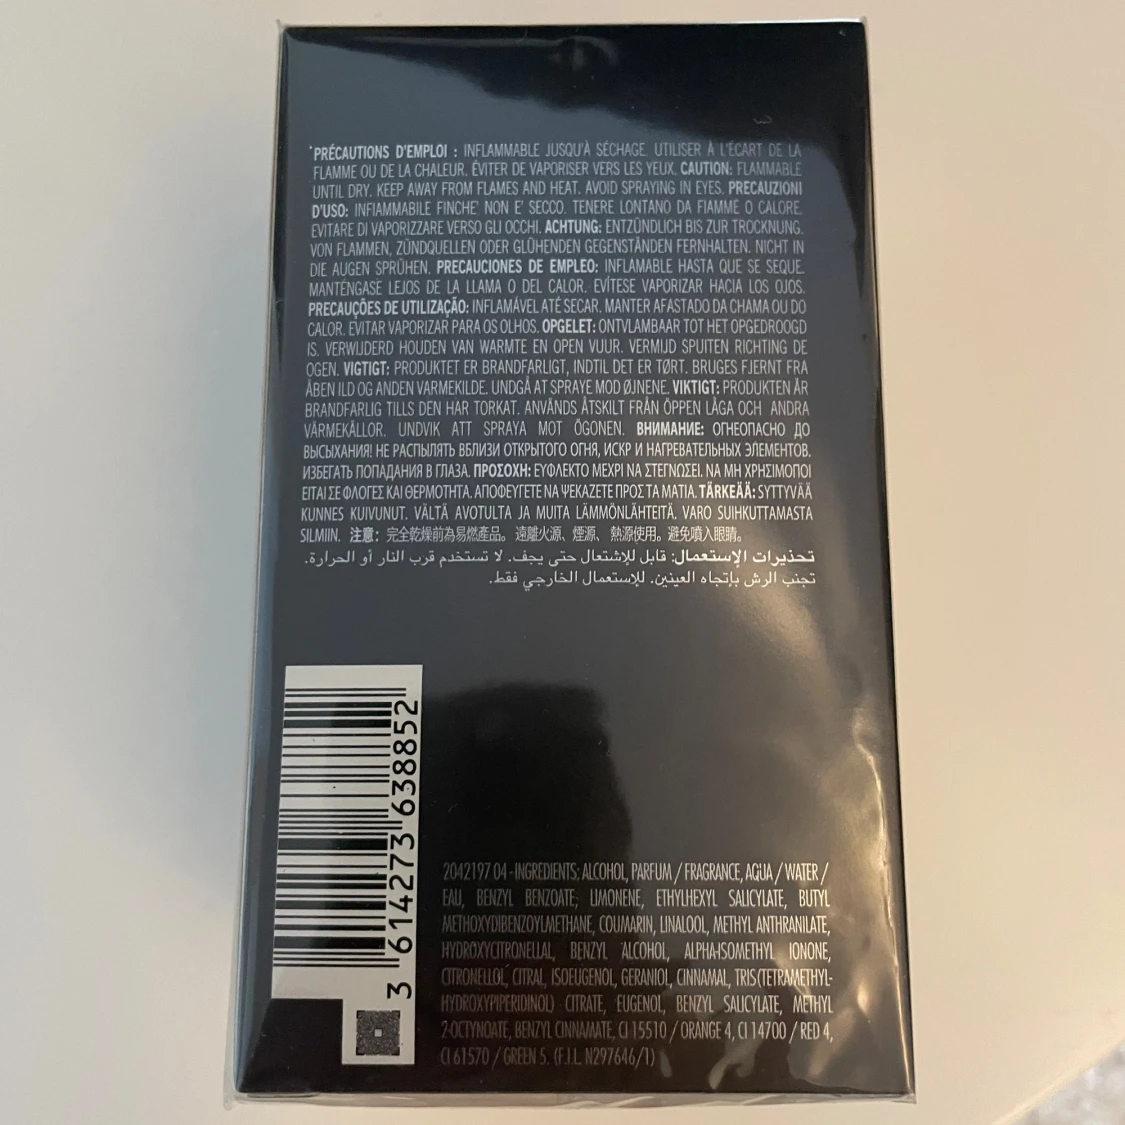 *PRÉCAUTIONS D'EMPLOI : INFLAMMABLE JUSQU'À SÉCHAGE. UTILISER À L'ÉCART DE LA
FLAMME OU DE LA CHALEUR. ÉVITER DE VAPORISER VERS LES YEUX. CAUTION: FLAMMABLE
UNTIL DRY. KEEP AWAY FROM FLAMES AND HEAT. AVOID SPRAYING IN EYES. PRECAUZIONI
D'USO: INFIAMMABILE FINCHE' NON E' SECCO. TENERE LONTANO DA FIAMME O CALORE.
EVITARE DI VAPORIZZARE VERSO GLI OCCHI. ACHTUNG: ENTZÜNDLICH BIS ZUR TROCKNUNG.
VON FLAMMEN, ZÜNDQUELLEN ODER GLÜHENDEN GEGENSTÄNDEN FERNHALTEN. NICHT IN
DIE AUGEN SPRÜHEN. PRECAUCIONES DE EMPLEO: INFLAMABLE HASTA QUE SE SEQUE.
MANTÉNGASE LEJOS DE LA LLAMA O DEL CALOR. EVÍTESE VAPORIZAR HACIA LOS OJOS.
PRECAUÇÕES DE UTILIZAÇÃO: INFLAMÁVEL ATÉ SECAR. MANTER AFASTADO DA CHAMA OU DO
CALOR. EVITAR VAPORIZAR PARA OS OLHOS. OPGELET: ONTVLAMBAAR TOT HET OPGEDROOGD
IS. VERWIJDERD HOUDEN VAN WARMTE EN OPEN VUUR. VERMIJD SPUITEN RICHTING DE
OGEN. VIGTIGT: PRODUKTET ER BRANDFARLIGT, INDTIL DET ER TØRT. BRUGES FJERNT FRA
ÅBEN ILD OG ANDEN VARMEKILDE. UNDGÅ AT SPRAYE MOD ØJNENE. VIKTIGT: PRODUKTEN ÄR
BRANDFARLIG TILLS DEN HAR TORKAT. ANVÄNDS ÅTSKILT FRÅN ÖPPEN LÅGA OCH ANDRA
VÄRMEKÄLLOR. UNDVIK ATT SPRAYA MOT ÖGONEN. ВНИМАНИЕ: ОГНЕОПАСНО ДО
ВЫСЫХАНИЯ! НЕ РАСПЫЛЯТЬ ВБЛИЗИ ОТКРЫТОГО ОГНЯ, ИСКР И НАГРЕВАТЕЛЬНЫХ ЭЛЕМЕНТОВ.
ИЗБЕГАТЬ ПОПАДАНИЯ В ГЛАЗА. ΠΡΟΣΟΧΗ: ΕΥΦΛΕΚΤΟ ΜΕΧΡΙ ΝΑ ΣΤΕΓΝΩΣΕΙ. ΝΑ ΜΗ ΧΡΗΣΙΜΟΠΟΙ
ΕΙΤΑΙ ΣΕ ΦΛΟΓΕΣ ΚΑΙ ΘΕΡΜΟΤΗΤΑ. ΑΠΟΦΕΥΓΕΤΕ ΝΑ ΨΕΚΑΖΕΤΕ ΠΡΟΣ ΤΑ ΜΑΤΙΑ. TÄRKEÄÄ: SYTTYVÄÄ
KUNNES KUIVUNUT. VÄLTÄ AVOTULTA JA MUITA LÄMMÖNLÄHTEITÄ. VARO SUIHKUTTAMASTA
SILMIIN. 注意: 完全乾燥前為易燃產品。 遠離火源、煙源、 熱源使用。避免噴入眼睛。
تحذيرات الإستعمال: قابل للإشتعال حتى يجف. لا تستخدم قرب النار أو الحرارة.
تجنب الرش بإتجاه العينين. للإستعمال الخارجي فقط.
3 614273 638852
2042197 04 - INGREDIENTS: ALCOHOL, PARFUM / FRAGRANCE, AQUA / WATER /
EAU, BENZYL BENZOATE, LIMONENE, ETHYLHEXYL SALICYLATE, BUTYL
METHOXYDIBENZOYLMETHANE, COUMARIN, LINALOOL, METHYL ANTHRANILATE,
HYDROXYCITRONELLAL, BENZYL ALCOHOL, ALPHA-ISOMETHYL IONONE,
CITRONELLOL, CITRAL, ISOEUGENOL, GERANIOL, CINNAMAL, TRIS(TETRAMETHYL-
HYDROXYPIPERIDINOL) CITRATE, EUGENOL, BENZYL SALICYLATE, METHYL
2-OCTYNOATE, BENZYL CINNAMATE, CI 15510 / ORANGE 4, CI 14700 / RED 4,
CI 61570 / GREEN 5. (F.I.L. N297646/1)